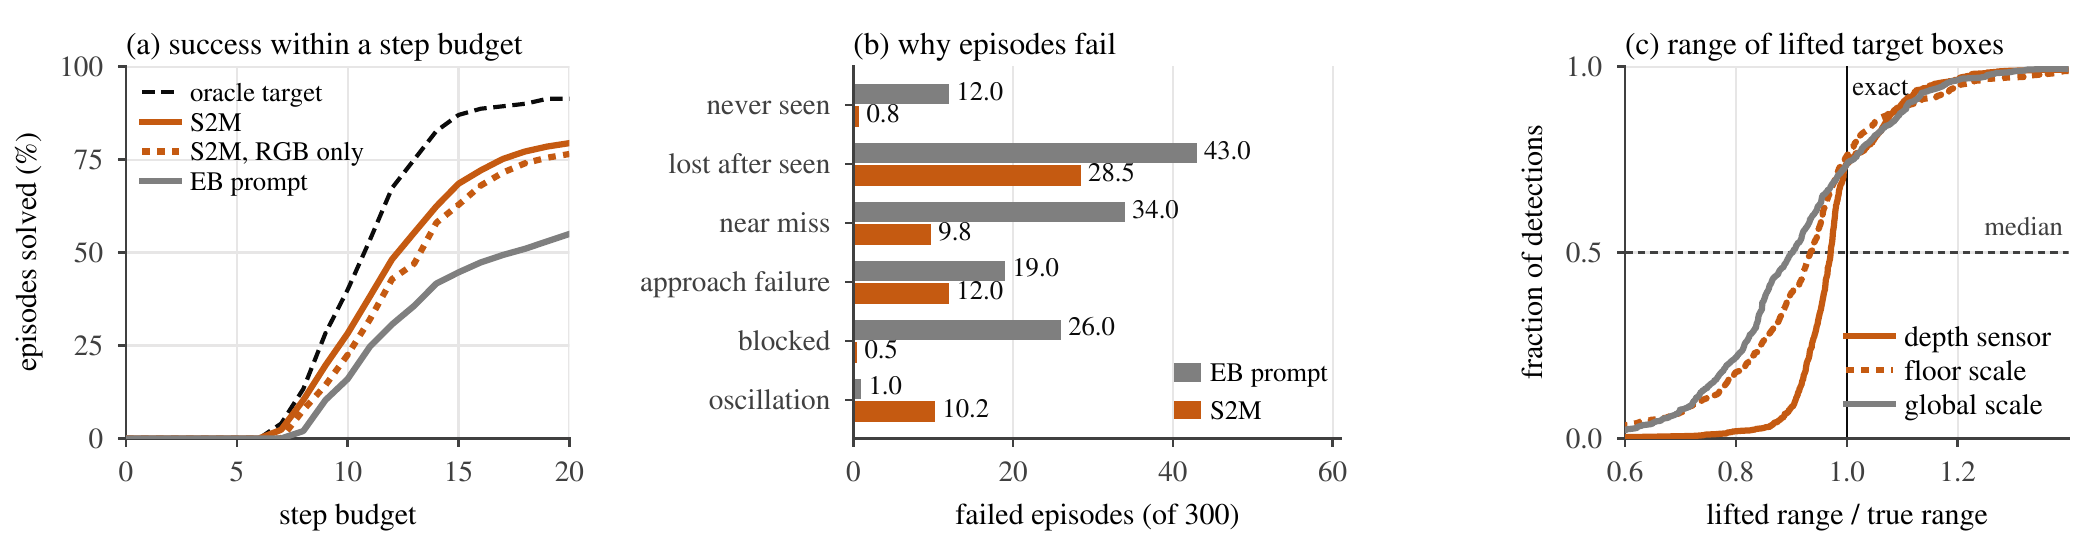 (a) success within a step budget
episodes solved (%)
100
75
50
25
0
oracle target
S2M
S2M, RGB only
EB prompt
0 5 10 15 20
step budget
(b) why episodes fail
never seen
12.0
0.8
lost after seen
43.0
28.5
near miss
34.0
9.8
approach failure
19.0
12.0
blocked
26.0
0.5
oscillation
1.0
10.2
EB prompt
S2M
0 20 40 60
failed episodes (of 300)
(c) range of lifted target boxes
fraction of detections
1.0
0.5
0.0
exact
median
depth sensor
floor scale
global scale
0.6 0.8 1.0 1.2
lifted range / true range